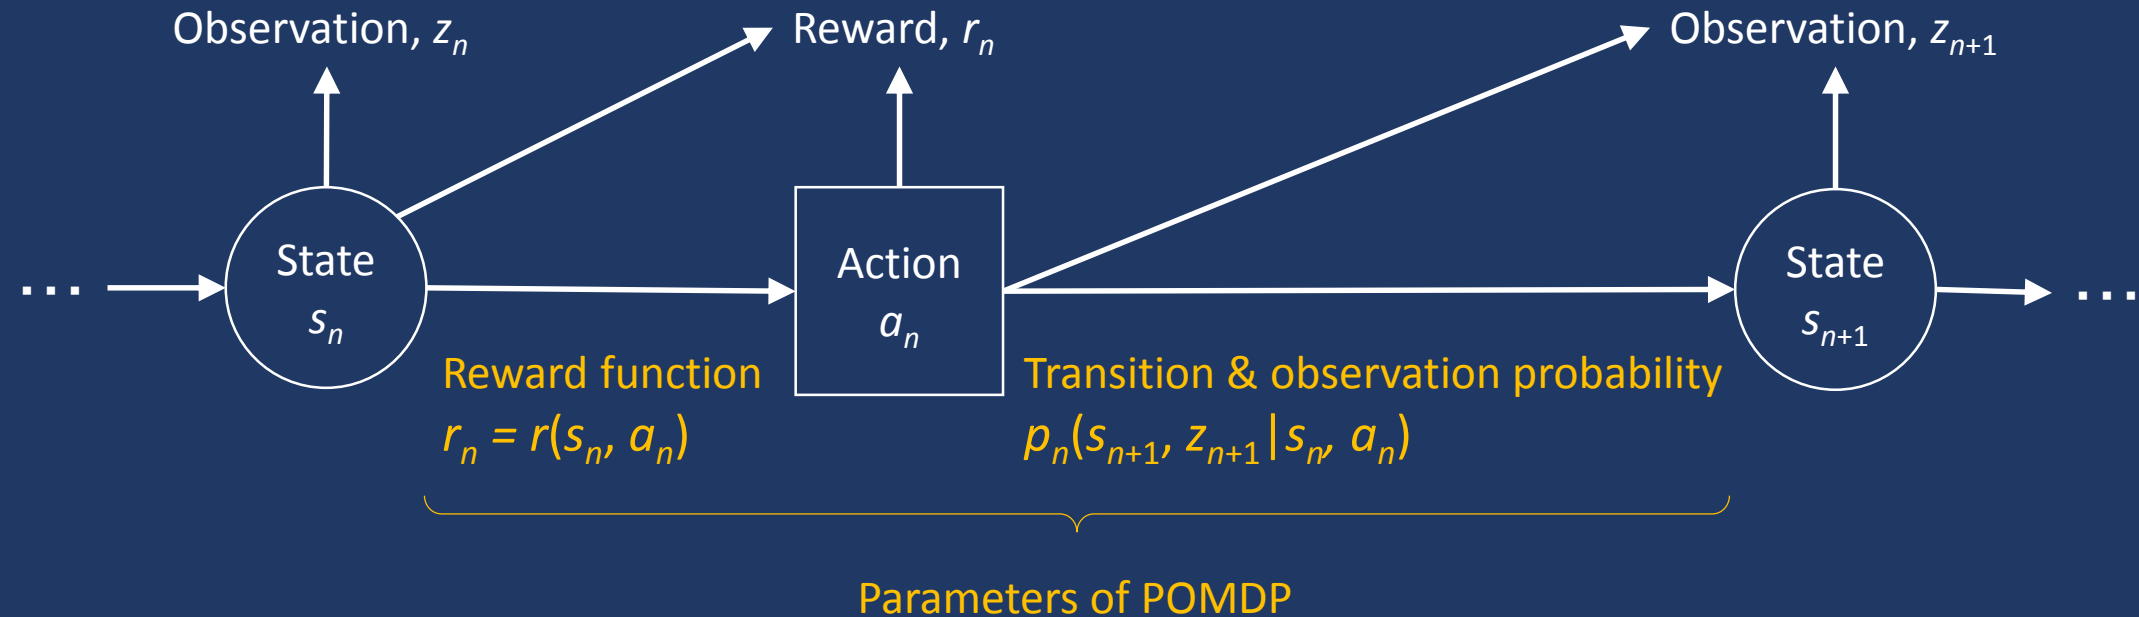 Observation, zₙ
Reward, rₙ
Observation, zₙ₊₁
...
State
sₙ
Action
aₙ
State
sₙ₊₁
...
Reward function
rₙ = r(sₙ, aₙ)
Transition & observation probability
pₙ(sₙ₊₁, zₙ₊₁|sₙ, aₙ)
Parameters of POMDP